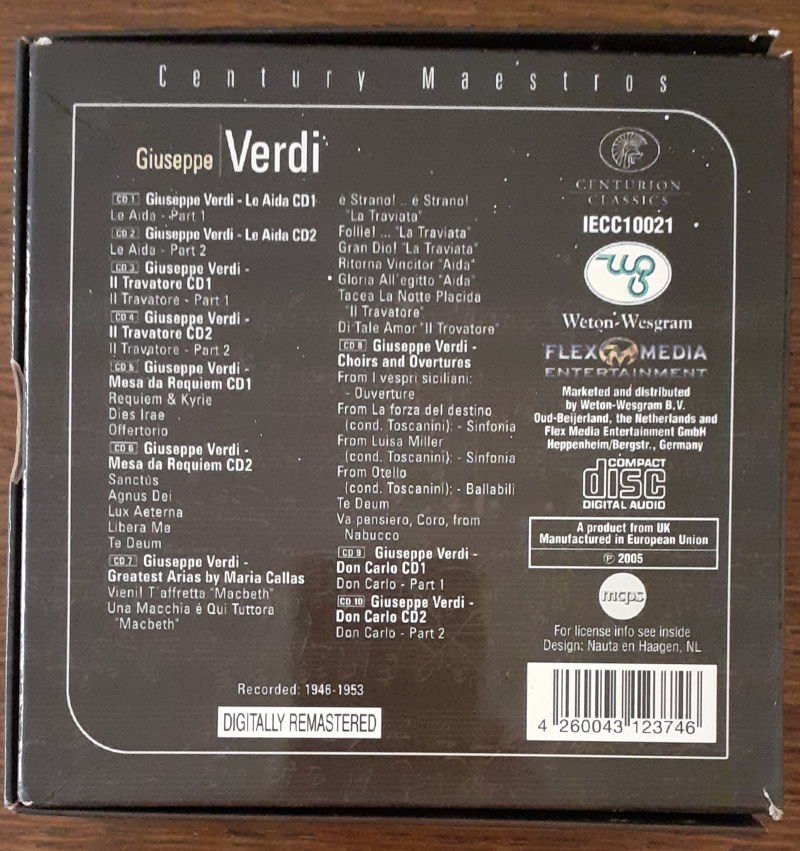 Century Maestros
Giuseppe Verdi
CD 1 Giuseppe Verdi - Le Aida CD1
Le Aida - Part 1
CD 2 Giuseppe Verdi - Le Aida CD2
Le Aida - Part 2
CD 3 Giuseppe Verdi -
Il Travatore CD1
Il Travatore - Part 1
CD 4 Giuseppe Verdi -
Il Travatore CD2
Il Travatore - Part 2
CD 5 Giuseppe Verdi -
Mesa da Requiem CD1
Requiem & Kyrie
Dies Irae
Offertorio
CD 6 Giuseppe Verdi -
Mesa da Requiem CD2
Sanctus
Agnus Dei
Lux Aeterna
Libera Me
Te Deum
CD 7 Giuseppe Verdi -
Greatest Arias by Maria Callas
Vieni! T'affretta "Macbeth"
Una Macchia è Qui Tuttora
"Macbeth"
è Strano! .. è Strano!
"La Traviata"
Follie! ... "La Traviata"
Gran Dio! "La Traviata"
Ritorna Vincitor "Aida"
Gloria All'egitto "Aida"
Tacea La Notte Placida
"Il Travatore"
Di Tale Amor "Il Trovatore"
CD 8 Giuseppe Verdi -
Choirs and Overtures
From I vespri siciliani:
- Ouverture
From La forza del destino
(cond. Toscanini): - Sinfonia
From Luisa Miller
(cond. Toscanini): - Sinfonia
From Otello
(cond. Toscanini): - Ballabili
Te Deum
Va pensiero, Coro, from
Nabucco
CD 9 Giuseppe Verdi -
Don Carlo CD1
Don Carlo - Part 1
CD 10 Giuseppe Verdi -
Don Carlo CD2
Don Carlo - Part 2
Recorded: 1946-1953
DIGITALLY REMASTERED
CENTURION
CLASSICS
IECC10021
wg
Weton-Wesgram
FLEX MEDIA
ENTERTAINMENT
Marketed and distributed
by Weton-Wesgram B.V.
Oud-Beijerland, the Netherlands and
Flex Media Entertainment GmbH
Heppenheim/Bergstr., Germany
COMPACT
disc
DIGITAL AUDIO
A product from UK
Manufactured in European Union
℗ 2005
mcps
For license info see inside
Design: Nauta en Haagen, NL
4 260043 123746